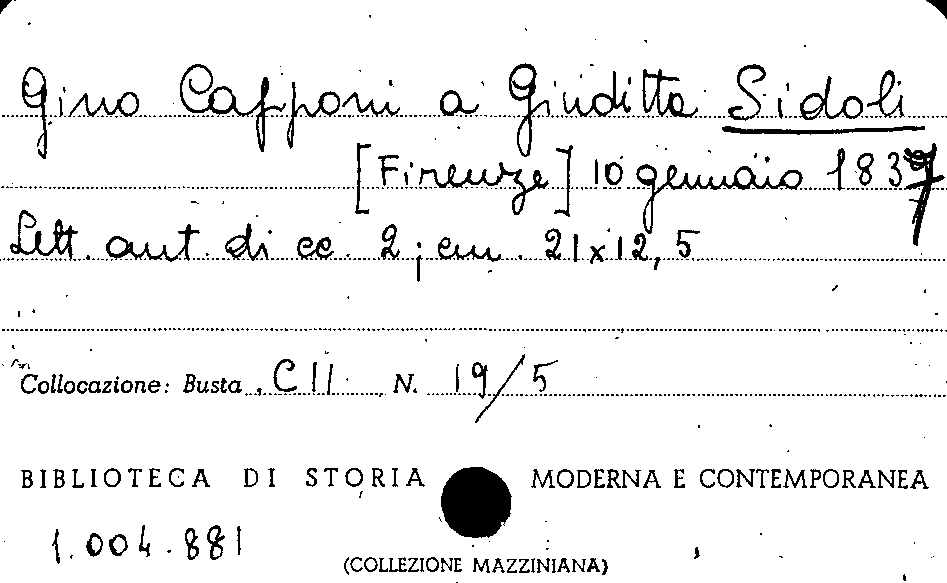 Gino Capponi a Giuditta Sidoli
[Firenze] 10 gennaio 1837
Lett. aut. di cc. 2; cm. 21x12,5
Collocazione: Busta CII N. 19/5
BIBLIOTECA DI STORIA MODERNA E CONTEMPORANEA
1.004.881
(COLLEZIONE MAZZINIANA)